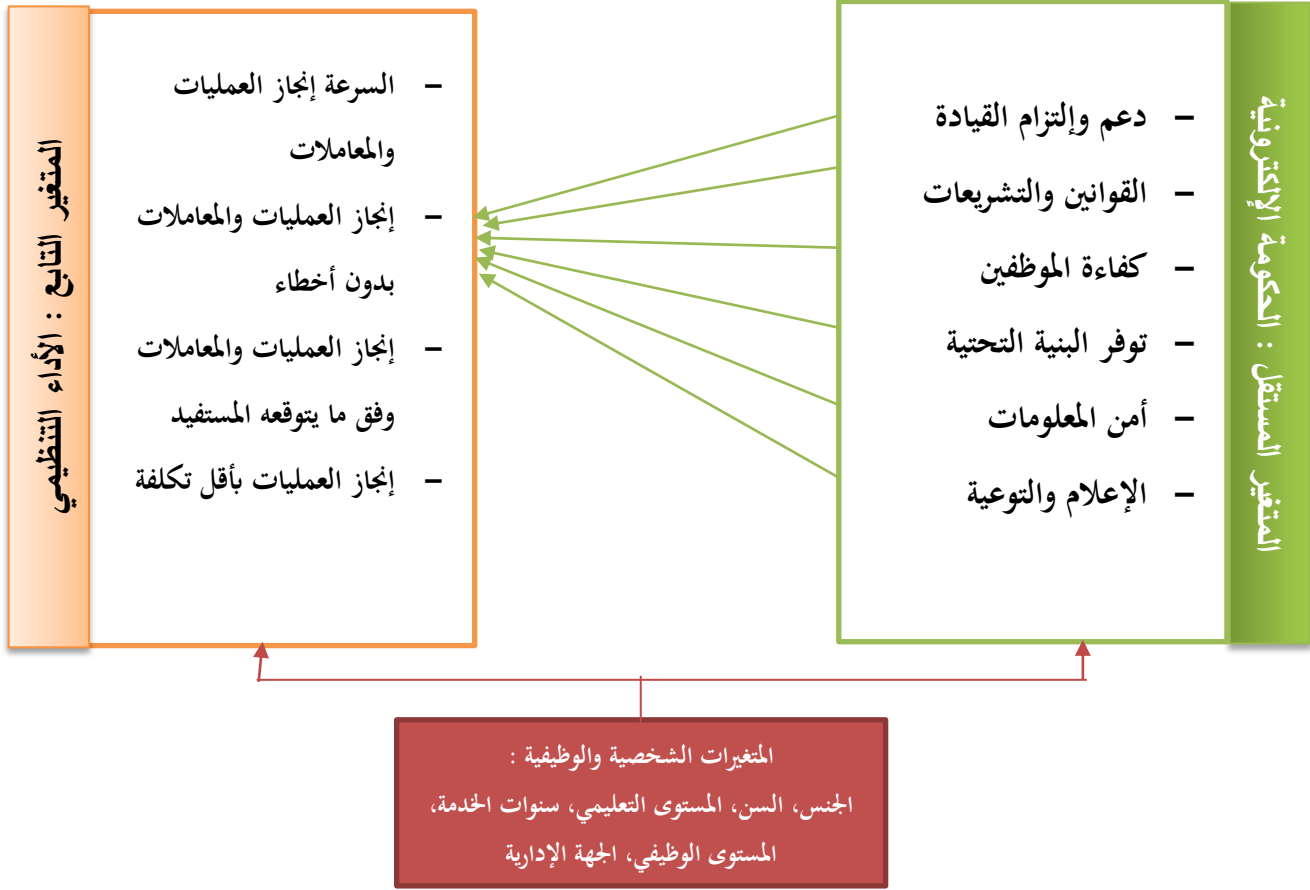 المتغير المستقل : الحكومة الإلكترونية
– دعم وإلتزام القيادة
– القوانين والتشريعات
– كفاءة الموظفين
– توفر البنية التحتية
– أمن المعلومات
– الإعلام والتوعية
– السرعة إنجاز العمليات
والمعاملات
– إنجاز العمليات والمعاملات
بدون أخطاء
– إنجاز العمليات والمعاملات
وفق ما يتوقعه المستفيد
– إنجاز العمليات بأقل تكلفة
المتغير التابع : الأداء التنظيمي
المتغيرات الشخصية والوظيفية :
الجنس، السن، المستوى التعليمي، سنوات الخدمة،
المستوى الوظيفي، الجهة الإدارية